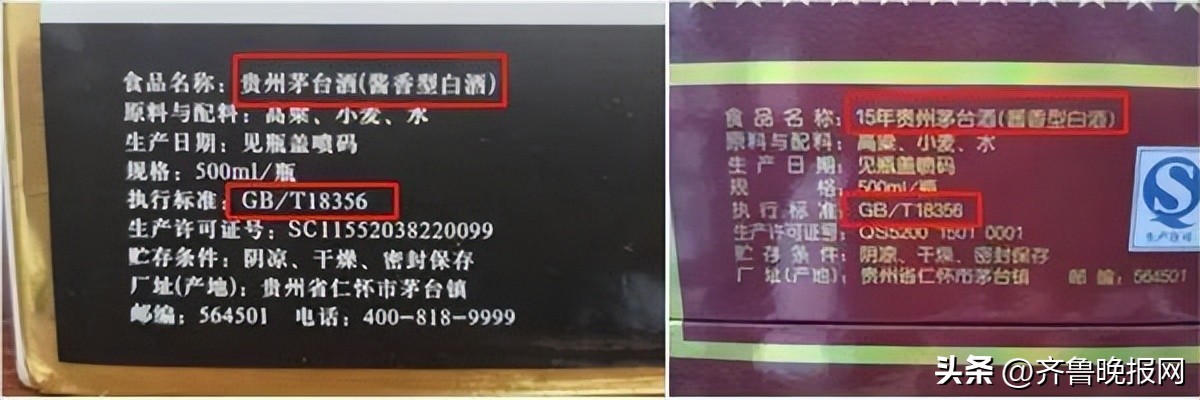 食品名称：贵州茅台酒(酱香型白酒)
原料与配料：高粱、小麦、水
生产日期：见瓶盖喷码
规格：500ml/瓶
执行标准：GB/T18356
生产许可证号：SC11552038220099
贮存条件：阴凉、干燥、密封保存
厂址(产地)：贵州省仁怀市茅台镇
邮编：564501 电话：400-818-9999
食品名称：15年贵州茅台酒(酱香型白酒)
原料与配料：高粱、小麦、水
生产日期：见瓶盖喷码
规格：500ml/瓶
执行标准：GB/T18356
生产许可证号：QS5200 1501 0001
贮存条件：阴凉、干燥、密封保存
厂址(产地)：贵州省仁怀市茅台镇 邮编：564501
生产许可
头条 @齐鲁晚报网